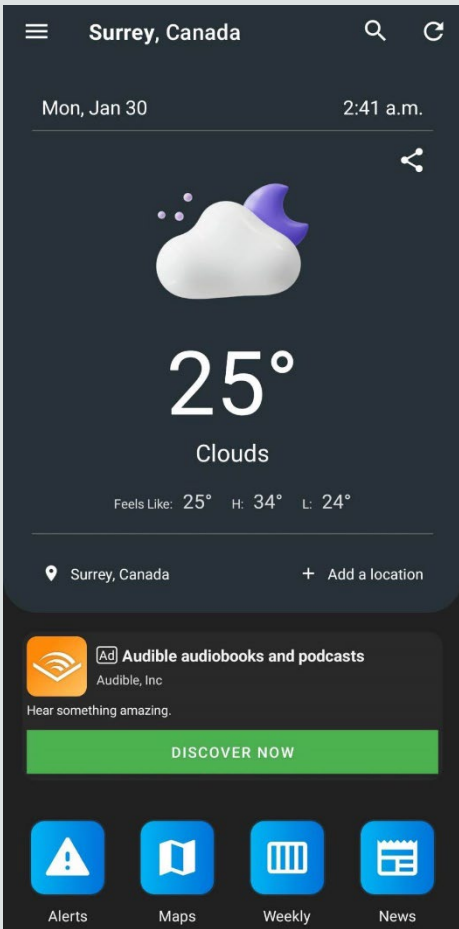 Surrey, Canada
Mon, Jan 30 2:41 a.m.
25°
Clouds
Feels Like: 25° H: 34° L: 24°
Surrey, Canada + Add a location
Ad Audible audiobooks and podcasts
Audible, Inc
Hear something amazing.
DISCOVER NOW
Alerts Maps Weekly News